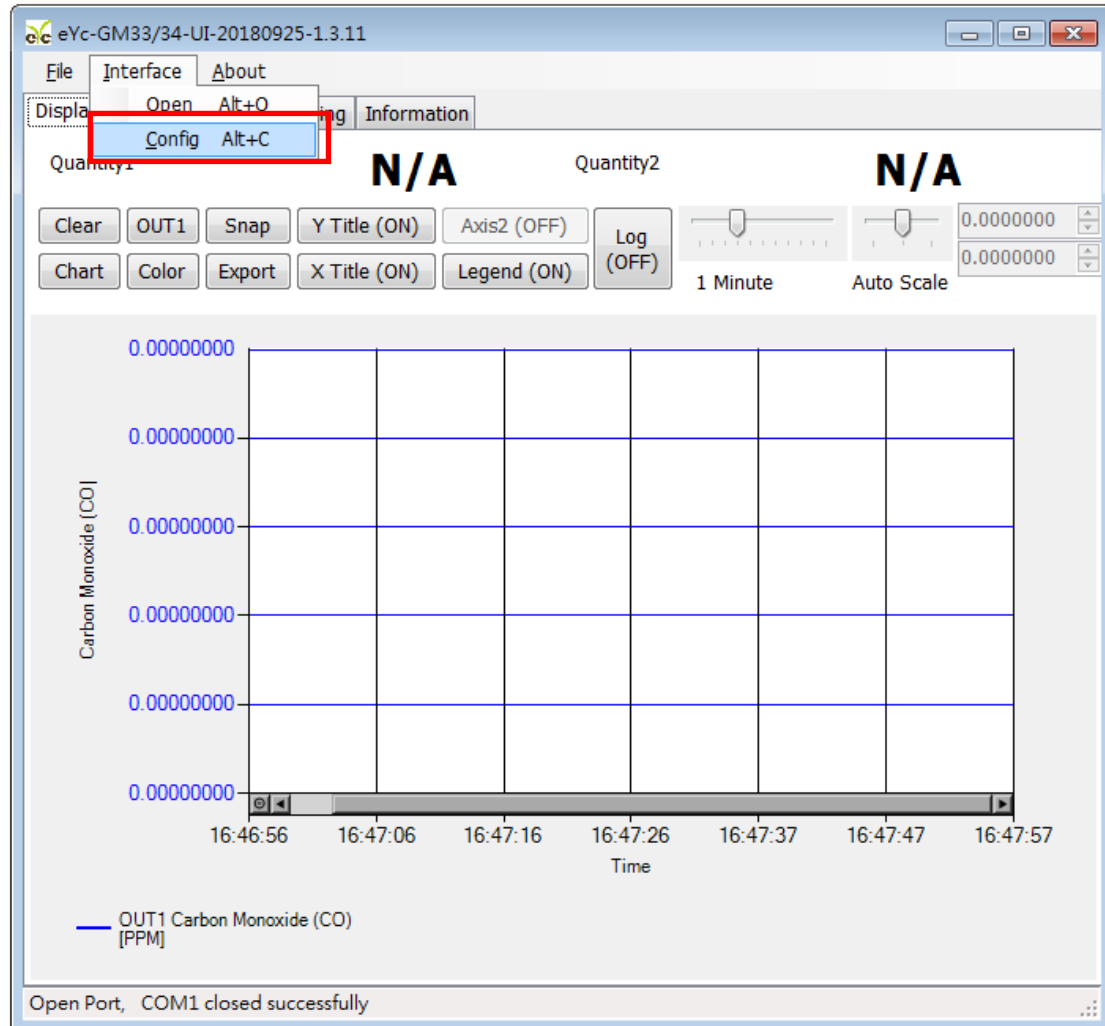 eYc eYc-GM33/34-UI-20180925-1.3.11
File Interface About
Open Alt+O
Information
Config Alt+C
Quantity1 N/A Quantity2 N/A
Clear OUT1 Snap Y Title (ON) Axis2 (OFF) Log (OFF) 0.0000000
Chart Color Export X Title (ON) Legend (ON) 1 Minute Auto Scale 0.0000000
0.00000000
0.00000000
0.00000000
0.00000000
0.00000000
0.00000000
Carbon Monoxide (CO)
16:46:56 16:47:06 16:47:16 16:47:26 16:47:37 16:47:47 16:47:57
Time
OUT1 Carbon Monoxide (CO)
[PPM]
Open Port, COM1 closed successfully